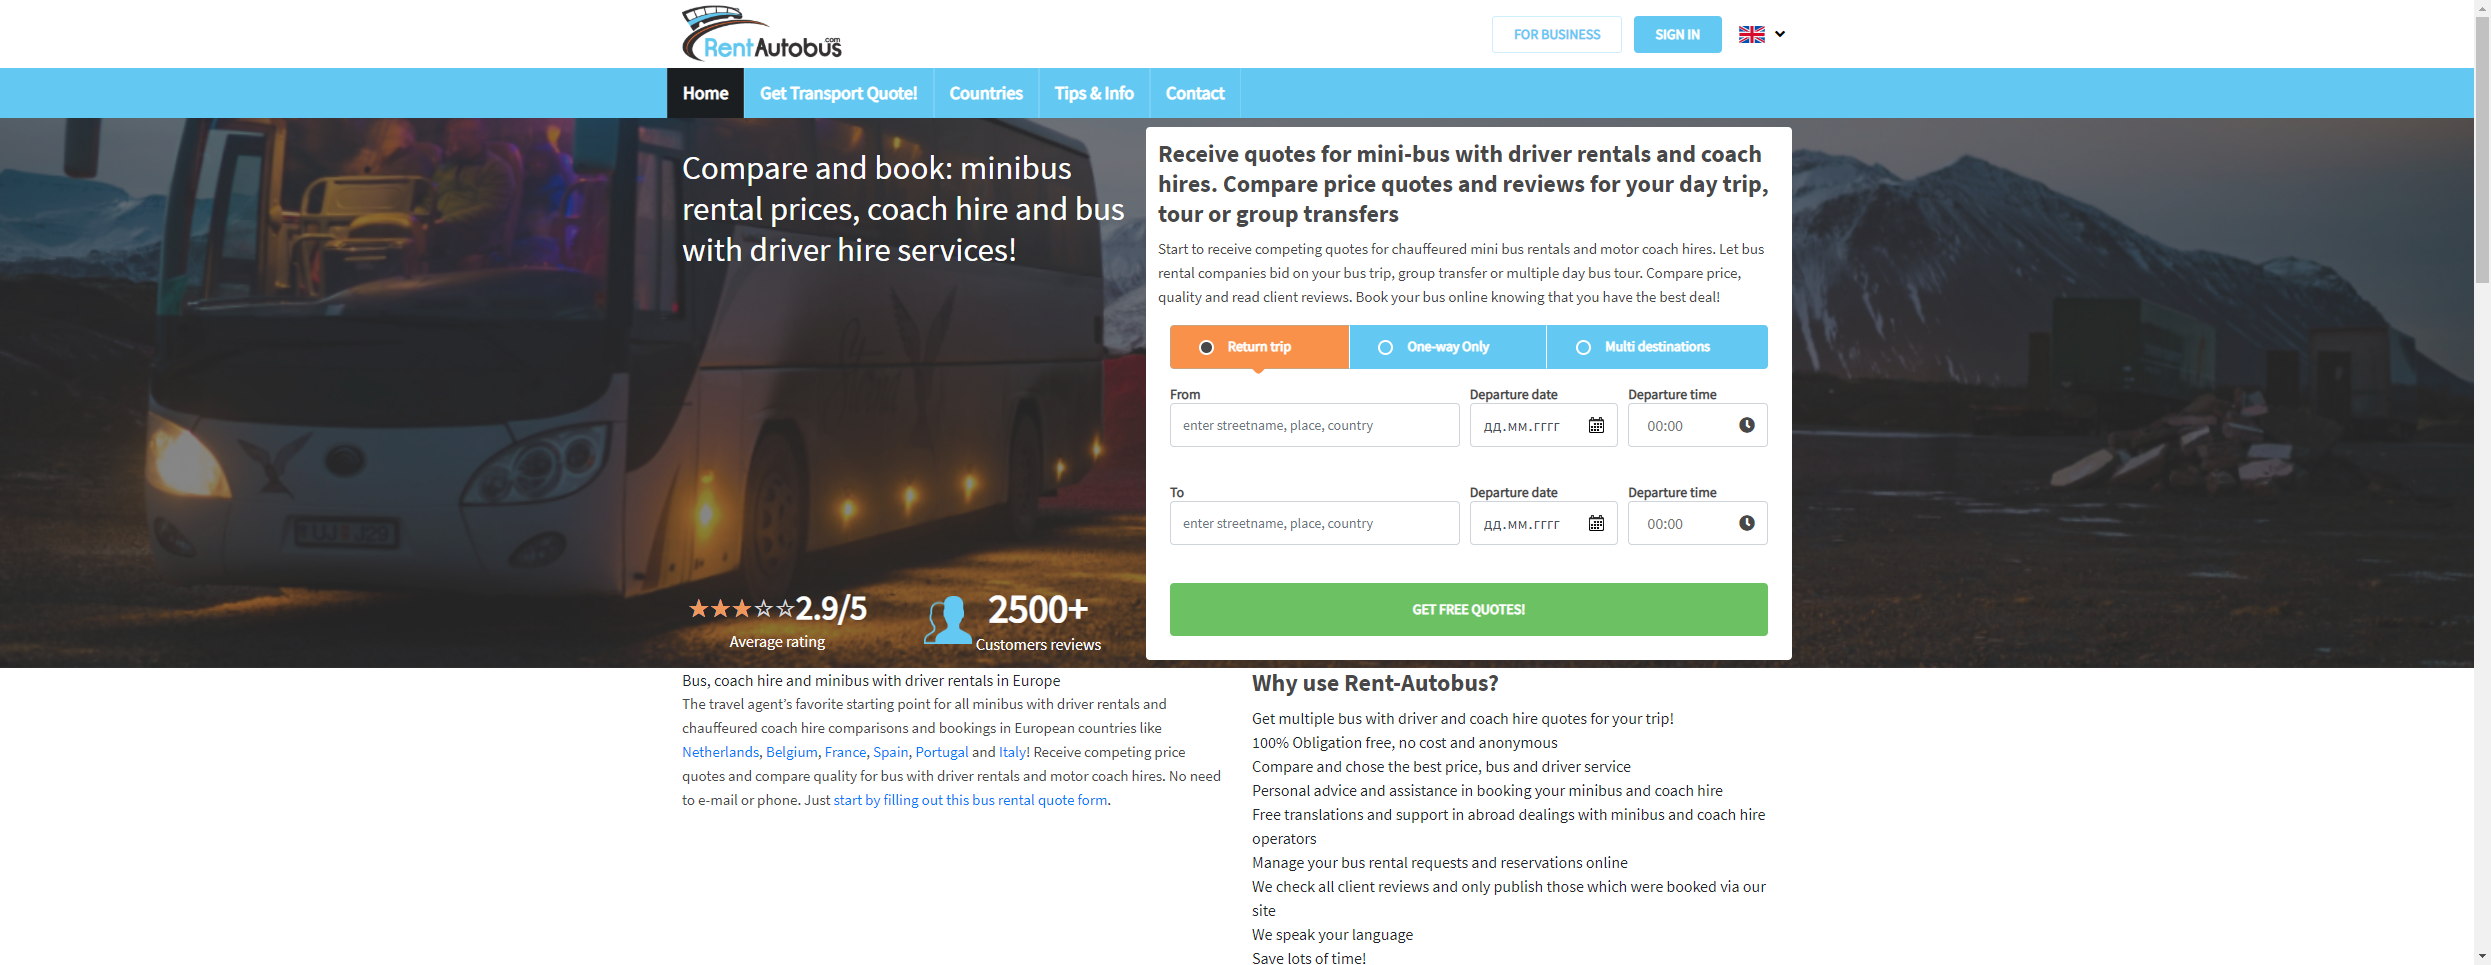 RentAutobus.com
FOR BUSINESS
SIGN IN
Home
Get Transport Quote!
Countries
Tips & Info
Contact
Compare and book: minibus
rental prices, coach hire and bus
with driver hire services!
2.9/5
Average rating
2500+
Customers reviews
Receive quotes for mini-bus with driver rentals and coach
hires. Compare price quotes and reviews for your day trip,
tour or group transfers
Start to receive competing quotes for chauffeured mini bus rentals and motor coach hires. Let bus
rental companies bid on your bus trip, group transfer or multiple day bus tour. Compare price,
quality and read client reviews. Book your bus online knowing that you have the best deal!
Return trip
One-way Only
Multi destinations
From
Departure date
Departure time
enter streetname, place, country
дд.мм.гггг
00:00
To
Departure date
Departure time
enter streetname, place, country
дд.мм.гггг
00:00
GET FREE QUOTES!
Bus, coach hire and minibus with driver rentals in Europe
The travel agent’s favorite starting point for all minibus with driver rentals and
chauffeured coach hire comparisons and bookings in European countries like
Netherlands, Belgium, France, Spain, Portugal and Italy! Receive competing price
quotes and compare quality for bus with driver rentals and motor coach hires. No need
to e-mail or phone. Just start by filling out this bus rental quote form.
Why use Rent-Autobus?
Get multiple bus with driver and coach hire quotes for your trip!
100% Obligation free, no cost and anonymous
Compare and chose the best price, bus and driver service
Personal advice and assistance in booking your minibus and coach hire
Free translations and support in abroad dealings with minibus and coach hire
operators
Manage your bus rental requests and reservations online
We check all client reviews and only publish those which were booked via our
site
We speak your language
Save lots of time!